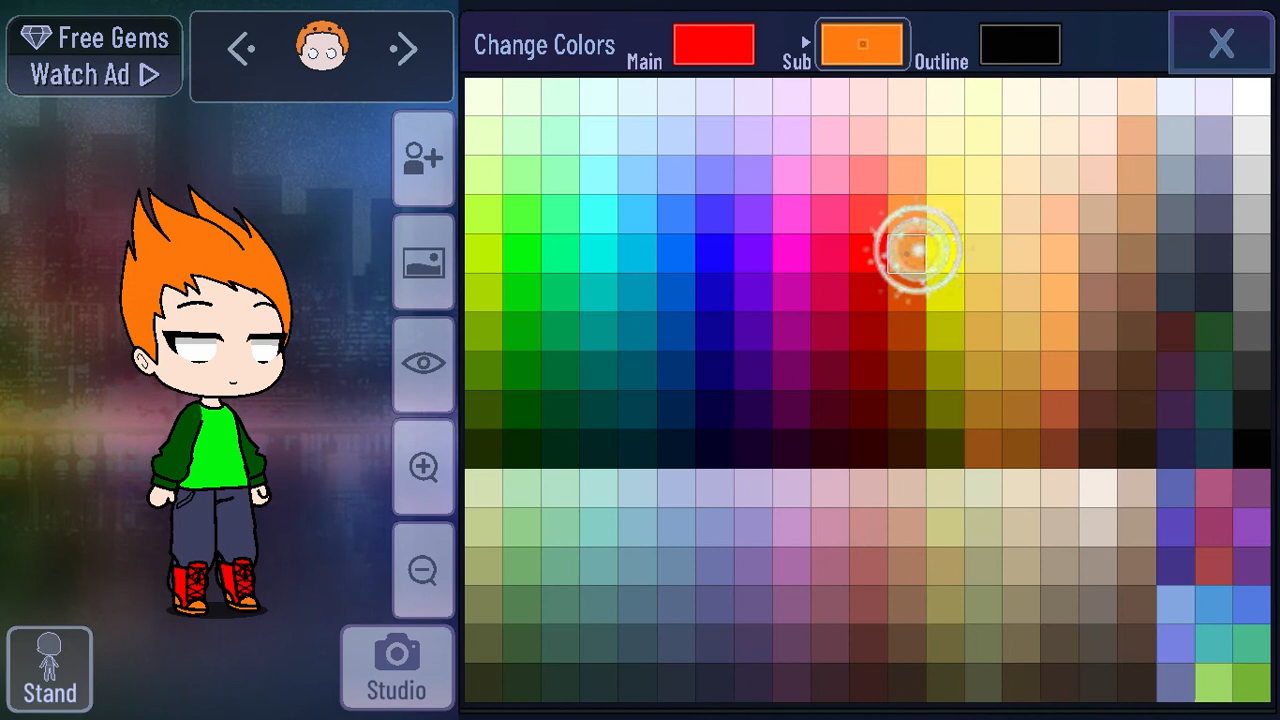 Free Gems
Watch Ad
Change Colors
Main
Sub
Outline
Stand
Studio